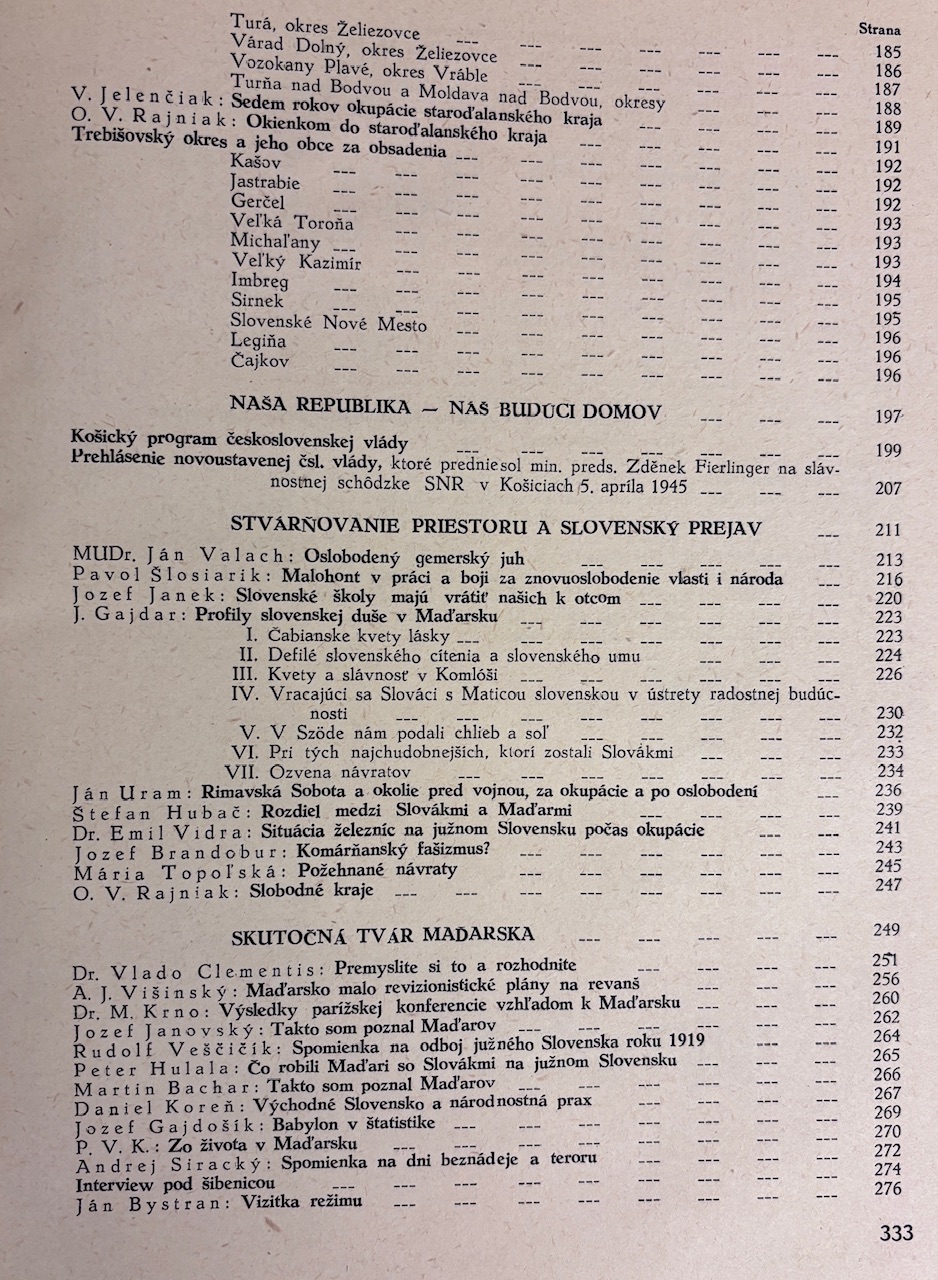 Strana
Turá, okres Želiezovce --- --- --- --- --- --- --- 185
Várad Dolný, okres Želiezovce --- --- --- --- --- --- 186
Vozokany Plavé, okres Vráble --- --- --- --- --- --- 187
Turňa nad Bodvou a Moldava nad Bodvou, okresy --- --- --- 188
V. Jelenčiak: Sedem rokov okupácie staroďalanského kraja --- --- --- --- 189
O. V. Rajniak: Okienkom do staroďalanského kraja --- --- --- --- --- 191
Trebišovský okres a jeho obce za obsadenia --- --- --- --- --- --- --- 192
Kašov --- --- --- --- --- --- --- --- --- 192
Jastrabie --- --- --- --- --- --- --- --- --- 192
Gerčel --- --- --- --- --- --- --- --- --- 193
Veľká Toroňa --- --- --- --- --- --- --- --- 193
Michaľany --- --- --- --- --- --- --- --- --- 193
Veľký Kazimír --- --- --- --- --- --- --- --- 194
Imbreg --- --- --- --- --- --- --- --- --- 195
Sirnek --- --- --- --- --- --- --- --- --- 195
Slovenské Nové Mesto --- --- --- --- --- --- --- 196
Legiňa --- --- --- --- --- --- --- --- --- 196
Čajkov --- --- --- --- --- --- --- --- --- 196
NAŠA REPUBLIKA — NÁŠ BUDÚCI DOMOV --- --- --- 197
Košický program československej vlády --- --- --- --- --- --- --- 199
Prehlásenie novoustavenej čsl. vlády, ktoré predniesol min. preds. Zděnek Fierlinger na sláv-
nostnej schôdzke SNR v Košiciach 5. apríla 1945 --- --- --- 207
STVÁRŇOVANIE PRIESTORU A SLOVENSKÝ PREJAV --- 211
MUDr. Ján Valach: Oslobodený gemerský juh --- --- --- --- --- 213
Pavol Šlosiarik: Malohont v práci a boji za znovuoslobodenie vlasti i národa --- 216
Jozef Janek: Slovenské školy majú vrátiť našich k otcom --- --- --- --- 220
J. Gajdar: Profily slovenskej duše v Maďarsku --- --- --- --- --- --- 223
I. Čabianske kvety lásky --- --- --- --- --- --- --- 223
II. Defilé slovenského cítenia a slovenského umu --- --- --- 224
III. Kvety a slávnosť v Komlóši --- --- --- --- --- --- 226
IV. Vracajúci sa Slováci s Maticou slovenskou v ústrety radostnej budúc-
nosti --- --- --- --- --- --- --- --- 230
V. V Szöde nám podali chlieb a soľ --- --- --- --- --- 232
VI. Pri tých najchudobnejších, ktorí zostali Slovákmi --- --- --- 233
VII. Ozvena návratov --- --- --- --- --- --- --- 234
Ján Uram: Rimavská Sobota a okolie pred vojnou, za okupácie a po oslobodení --- 236
Štefan Hubač: Rozdiel medzi Slovákmi a Maďarmi --- --- --- --- 239
Dr. Emil Vidra: Situácia železníc na južnom Slovensku počas okupácie --- --- 241
Jozef Brandobur: Komárňanský fašizmus? --- --- --- --- --- --- 243
Mária Topoľská: Požehnané návraty --- --- --- --- --- --- 245
O. V. Rajniak: Slobodné kraje --- --- --- --- --- --- --- --- 247
SKUTOČNÁ TVÁR MAĎARSKA --- --- --- --- --- 249
Dr. Vlado Clementis: Premyslite si to a rozhodnite --- --- --- --- 251
A. J. Višinský: Maďarsko malo revizionistické plány na revanš --- --- --- 256
Dr. M. Krno: Výsledky parížskej konferencie vzhľadom k Maďarsku --- --- --- 260
Jozef Janovský: Takto som poznal Maďarov --- --- --- --- --- --- 262
Rudolf Veščičík: Spomienka na odboj južného Slovenska roku 1919 --- --- 264
Peter Hulala: Čo robili Maďari so Slovákmi na južnom Slovensku --- --- --- 265
Martin Bachar: Takto som poznal Maďarov --- --- --- --- --- --- 266
Daniel Koreň: Východné Slovensko a národnostná prax --- --- --- --- 267
Jozef Gajdošík: Babylon v štatistike --- --- --- --- --- --- --- 269
P. V. K.: Zo života v Maďarsku --- --- --- --- --- --- --- --- 270
Andrej Siracký: Spomienka na dni beznádeje a teroru --- --- --- --- 272
Interview pod šibenicou --- --- --- --- --- --- --- --- --- 274
Ján Bystran: Vizitka režimu --- --- --- --- --- --- --- --- 276
333